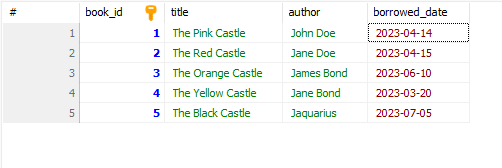 # book_id title author borrowed_date
1 1 The Pink Castle John Doe 2023-04-14
2 2 The Red Castle Jane Doe 2023-04-15
3 3 The Orange Castle James Bond 2023-06-10
4 4 The Yellow Castle Jane Bond 2023-03-20
5 5 The Black Castle Jaquarius 2023-07-05